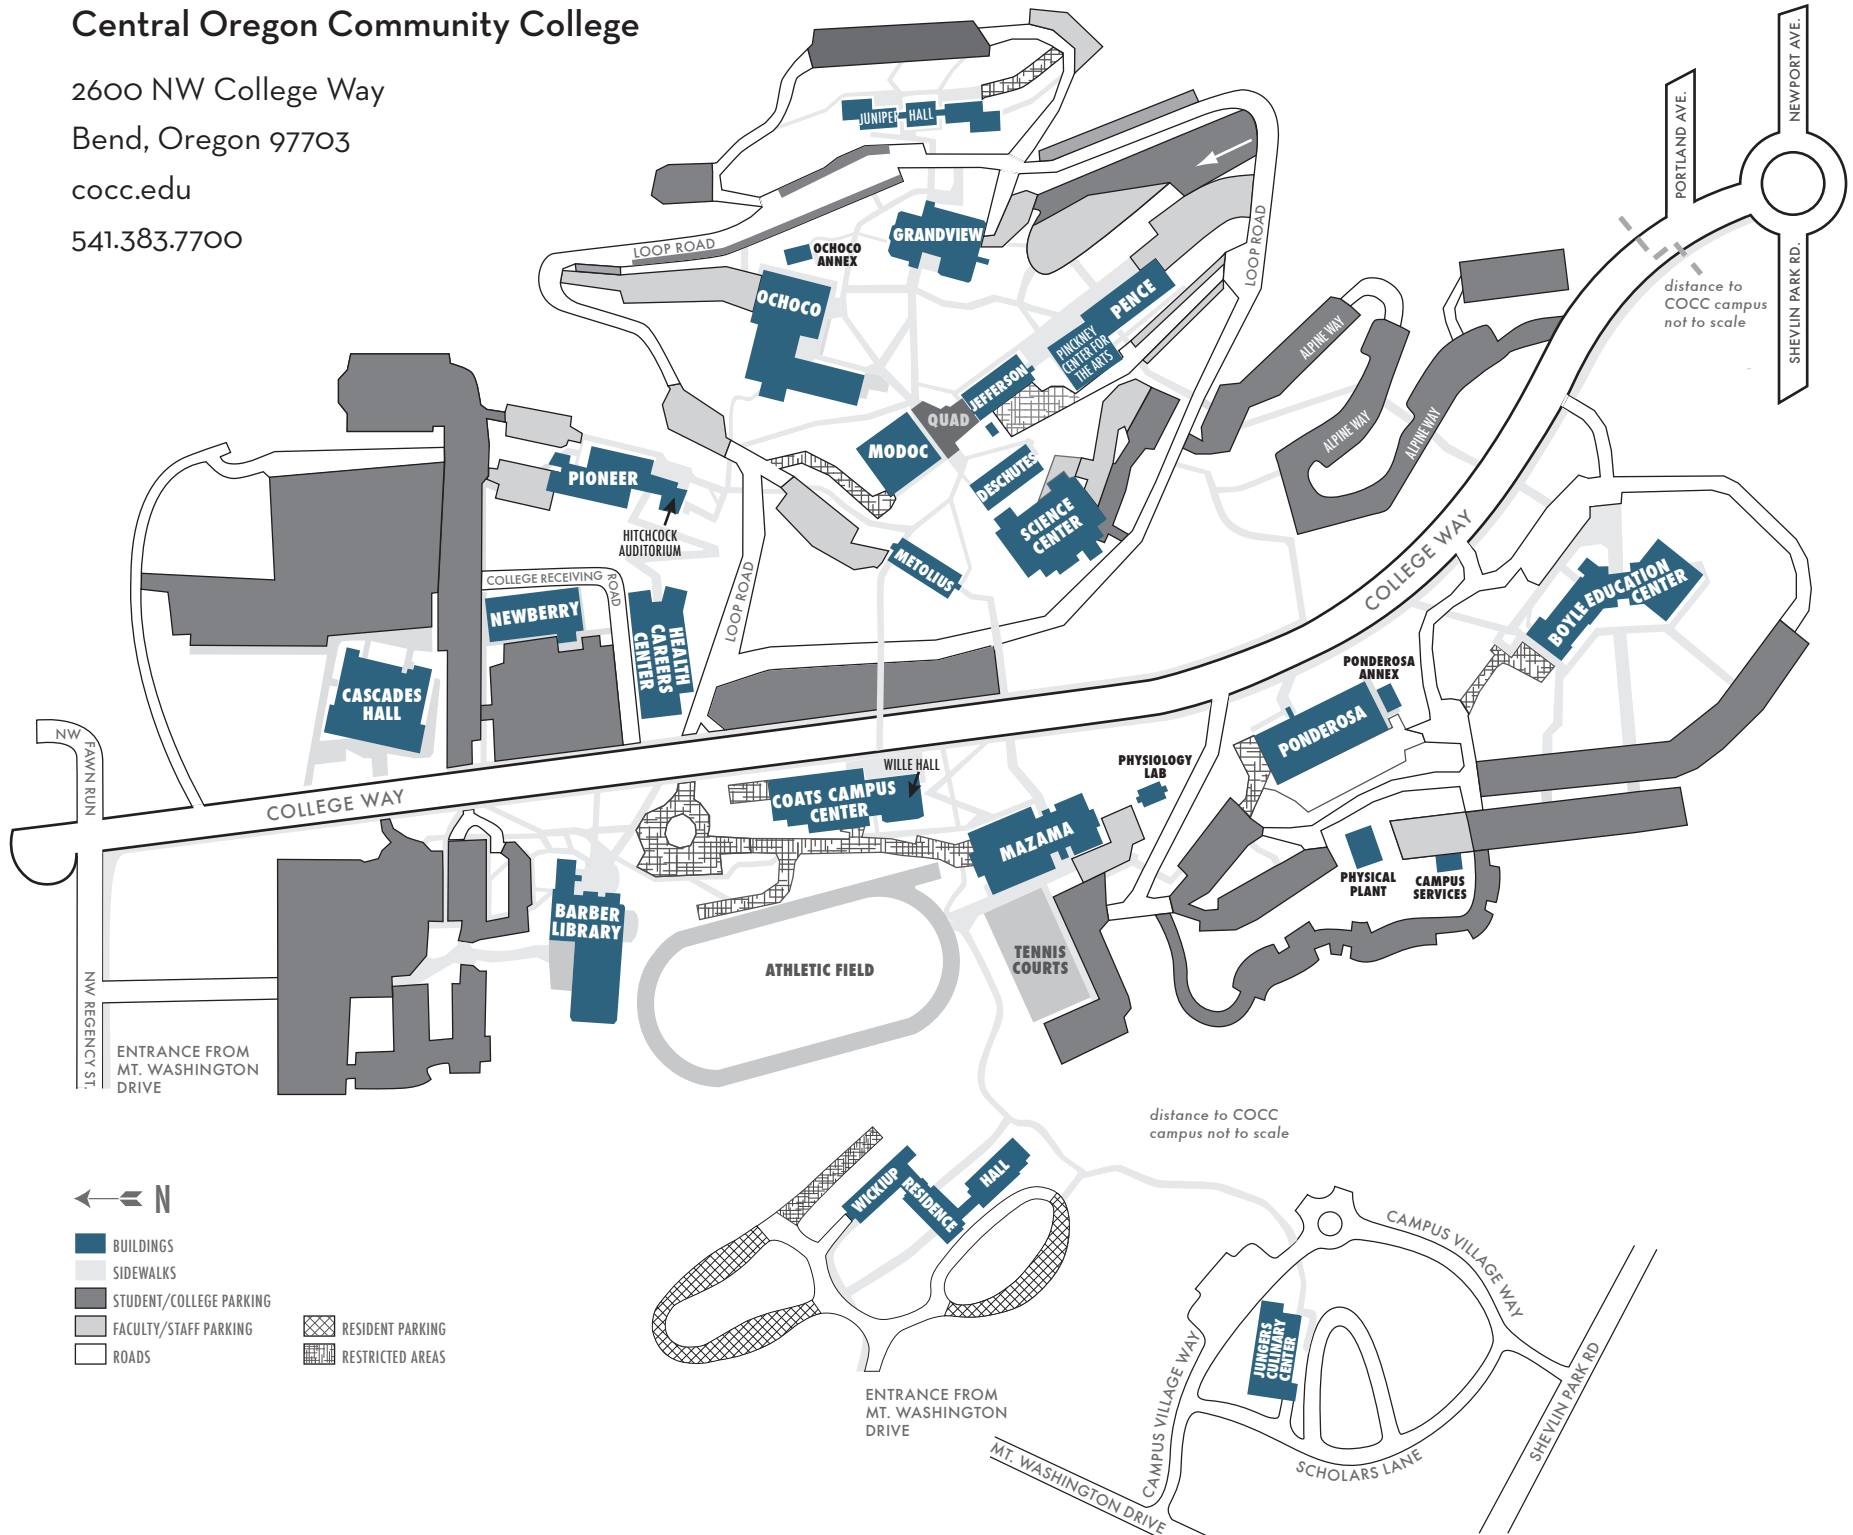 Central Oregon Community College
2600 NW College Way
Bend, Oregon 97703
cocc.edu
541.383.7700
JUNIPER HALL
LOOP ROAD
OCHOCO
ANNEX
GRANDVIEW
OCHOCO
PENCE
PINCKNEY
CENTER FOR
THE ARTS
LOOP ROAD
JEFFERSON
QUAD
MODOC
DESCHUTES
SCIENCE
CENTER
METOLIUS
ALPINE WAY
ALPINE WAY
ALPINE WAY
PORTLAND AVE.
NEWPORT AVE.
SHEVLIN PARK RD.
distance to
COCC campus
not to scale
PIONEER
HITCHCOCK
AUDITORIUM
COLLEGE RECEIVING
ROAD
NEWBERRY
HEALTH
CAREERS
CENTER
LOOP ROAD
CASCADES
HALL
COLLEGE WAY
BOYLE EDUCATION
CENTER
PONDEROSA
ANNEX
PONDEROSA
NW
FAWN RUN
COLLEGE WAY
WILLE HALL
COATS CAMPUS
CENTER
PHYSIOLOGY
LAB
MAZAMA
PHYSICAL
PLANT
CAMPUS
SERVICES
BARBER
LIBRARY
ATHLETIC FIELD
TENNIS
COURTS
NW REGENCY ST.
ENTRANCE FROM
MT. WASHINGTON
DRIVE
distance to COCC
campus not to scale
WICKIUP
RESIDENCE
HALL
N
BUILDINGS
SIDEWALKS
STUDENT/COLLEGE PARKING
FACULTY/STAFF PARKING
ROADS
RESIDENT PARKING
RESTRICTED AREAS
ENTRANCE FROM
MT. WASHINGTON
DRIVE
CAMPUS VILLAGE WAY
JUNGERS
CULINARY
CENTER
CAMPUS VILLAGE WAY
SCHOLARS LANE
SHEVLIN PARK RD
MT. WASHINGTON DRIVE